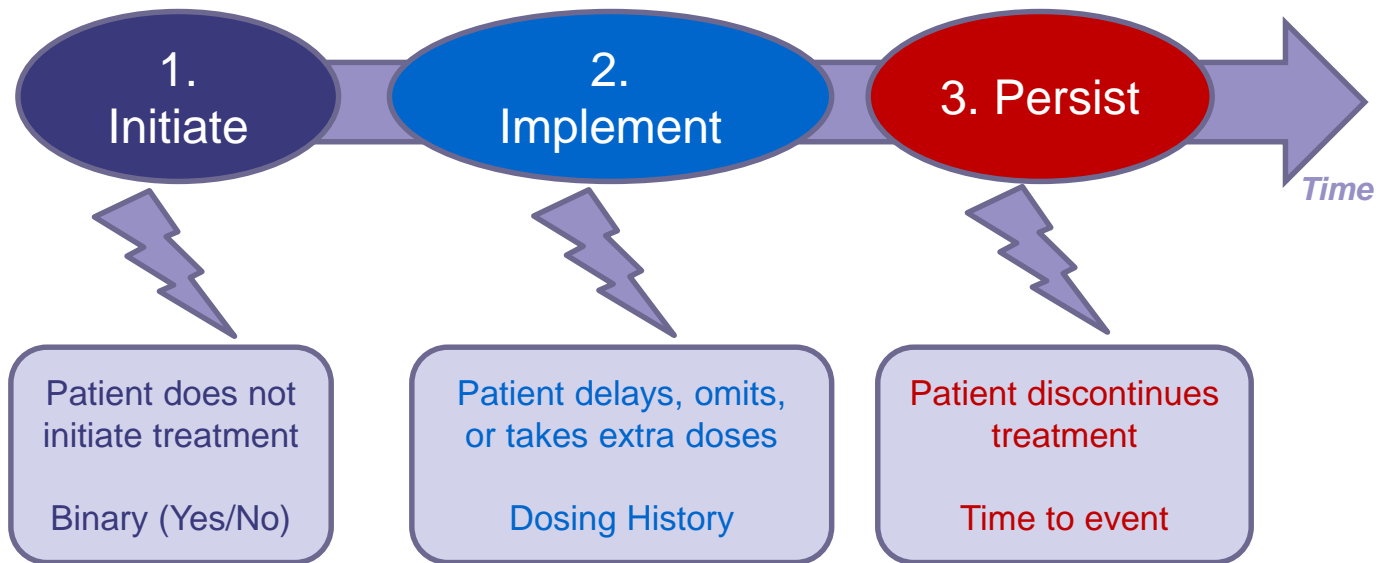 1.
Initiate
2.
Implement
3. Persist
Time
Patient does not
initiate treatment
Binary (Yes/No)
Patient delays, omits,
or takes extra doses
Dosing History
Patient discontinues
treatment
Time to event